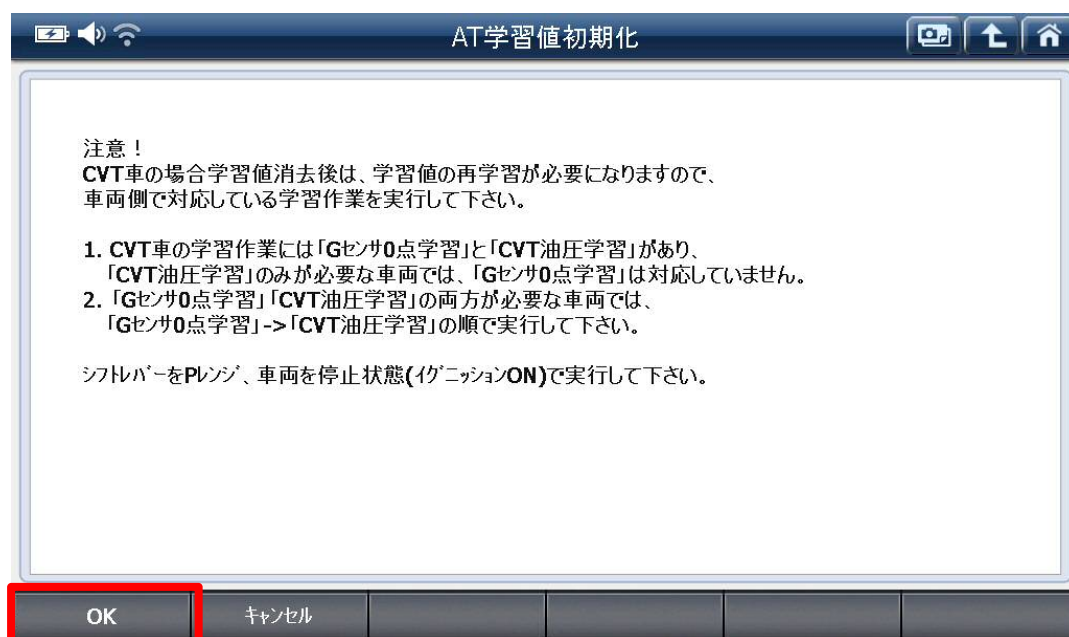 AT学習値初期化
注意！
CVT車の場合学習値消去後は、学習値の再学習が必要になりますので、
車両側で対応している学習作業を実行して下さい。
1. CVT車の学習作業には「Gｾﾝｻ0点学習」と「CVT油圧学習」があり、
「CVT油圧学習」のみが必要な車両では、「Gｾﾝｻ0点学習」は対応していません。
2. 「Gｾﾝｻ0点学習」「CVT油圧学習」の両方が必要な車両では、
「Gｾﾝｻ0点学習」->「CVT油圧学習」の順で実行して下さい。
ｼﾌﾄﾚﾊﾞｰをPﾚﾝｼﾞ、車両を停止状態(ｲｸﾞﾆｯｼｮﾝON)で実行して下さい。
OK
ｷｬﾝｾﾙ